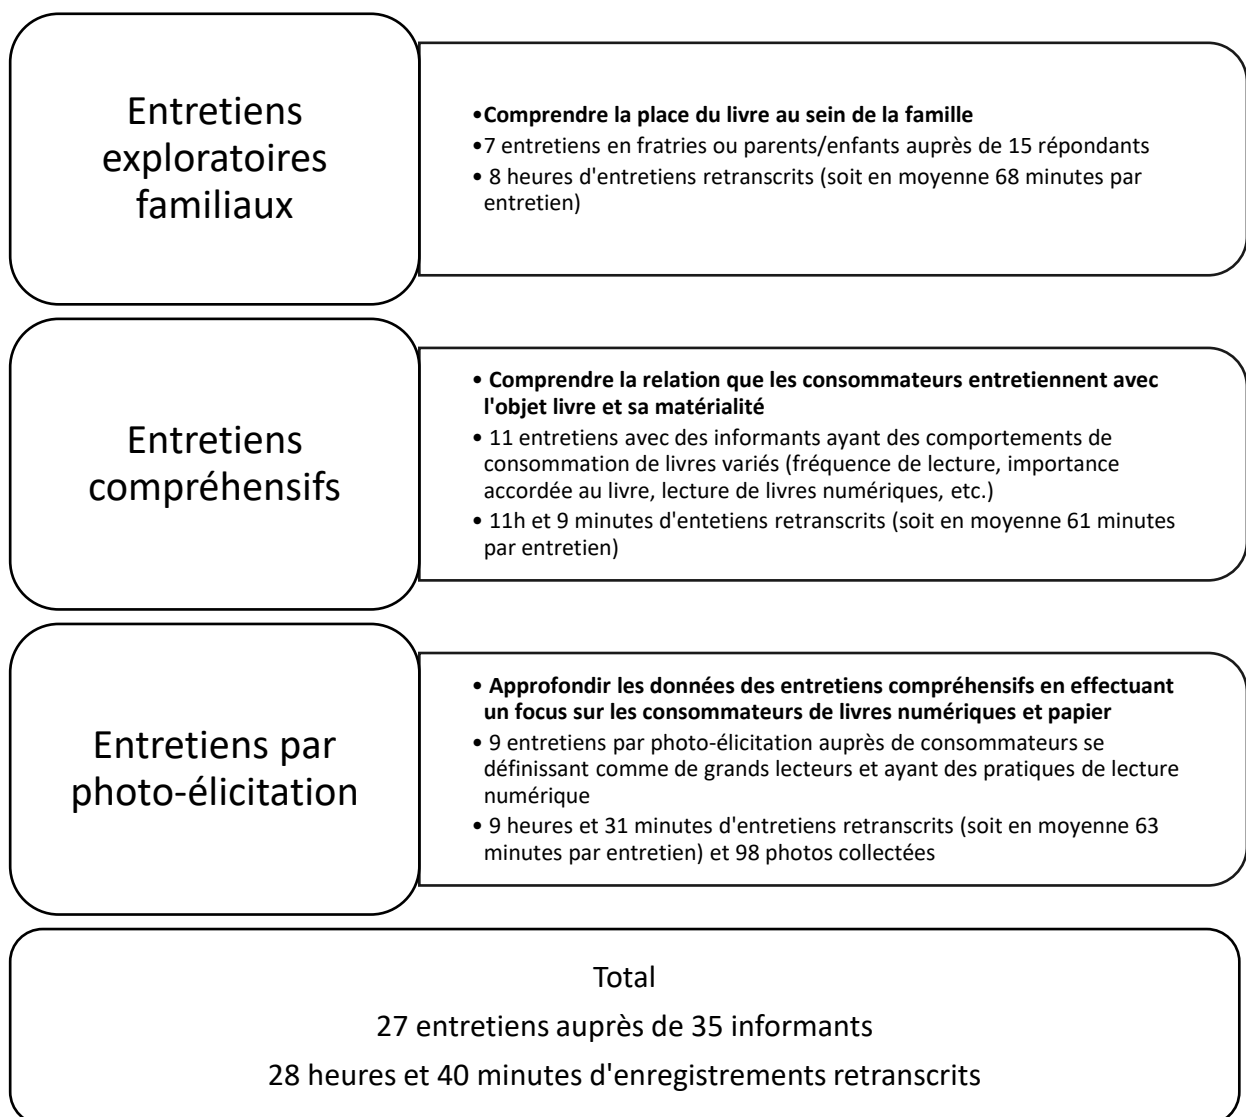 Entretiens
exploratoires
familiaux
•Comprendre la place du livre au sein de la famille
•7 entretiens en fratries ou parents/enfants auprès de 15 répondants
• 8 heures d'entretiens retranscrits (soit en moyenne 68 minutes par
entretien)
Entretiens
compréhensifs
• Comprendre la relation que les consommateurs entretiennent avec
l'objet livre et sa matérialité
• 11 entretiens avec des informants ayant des comportements de
consommation de livres variés (fréquence de lecture, importance
accordée au livre, lecture de livres numériques, etc.)
• 11h et 9 minutes d'entetiens retranscrits (soit en moyenne 61 minutes
par entretien)
Entretiens par
photo-élicitation
• Approfondir les données des entretiens compréhensifs en effectuant
un focus sur les consommateurs de livres numériques et papier
• 9 entretiens par photo-élicitation auprès de consommateurs se
définissant comme de grands lecteurs et ayant des pratiques de lecture
numérique
• 9 heures et 31 minutes d'entretiens retranscrits (soit en moyenne 63
minutes par entretien) et 98 photos collectées
Total
27 entretiens auprès de 35 informants
28 heures et 40 minutes d'enregistrements retranscrits